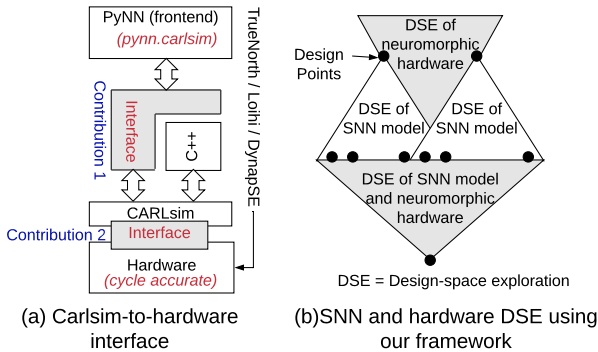 PyNN (frontend)
(pynn.carlsim)
TrueNorth / Loihi / DynapSE
Contribution 1
Interface
C++
CARLsim
Contribution 2
Interface
Hardware
(cycle accurate)
(a) Carlsim-to-hardware
interface
DSE of
neuromorphic
hardware
Design
Points
DSE of
SNN model
DSE of
SNN model
DSE of SNN model
and neuromorphic
hardware
DSE = Design-space exploration
(b)SNN and hardware DSE using
our framework